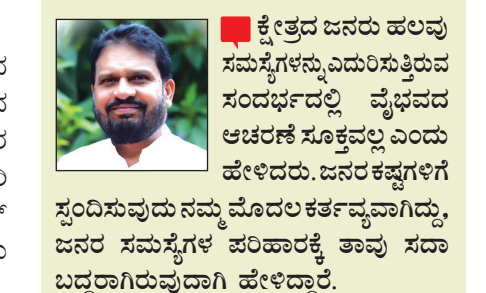 ಕ್ಷೇತ್ರದ ಜನರು ಹಲವು
ಸಮಸ್ಯೆಗಳನ್ನು ಎದುರಿಸುತ್ತಿರುವ
ಸಂದರ್ಭದಲ್ಲಿ ವೈಭವದ
ಆಚರಣೆ ಸೂಕ್ತವಲ್ಲ ಎಂದು
ಹೇಳಿದರು. ಜನರ ಕಷ್ಟಗಳಿಗೆ
ಸ್ಪಂದಿಸುವುದು ನಮ್ಮ ಮೊದಲ ಕರ್ತವ್ಯವಾಗಿದ್ದು,
ಜನರ ಸಮಸ್ಯೆಗಳ ಪರಿಹಾರಕ್ಕೆ ತಾವು ಸದಾ
ಬದ್ಧರಾಗಿರುವುದಾಗಿ ಹೇಳಿದ್ದಾರೆ.